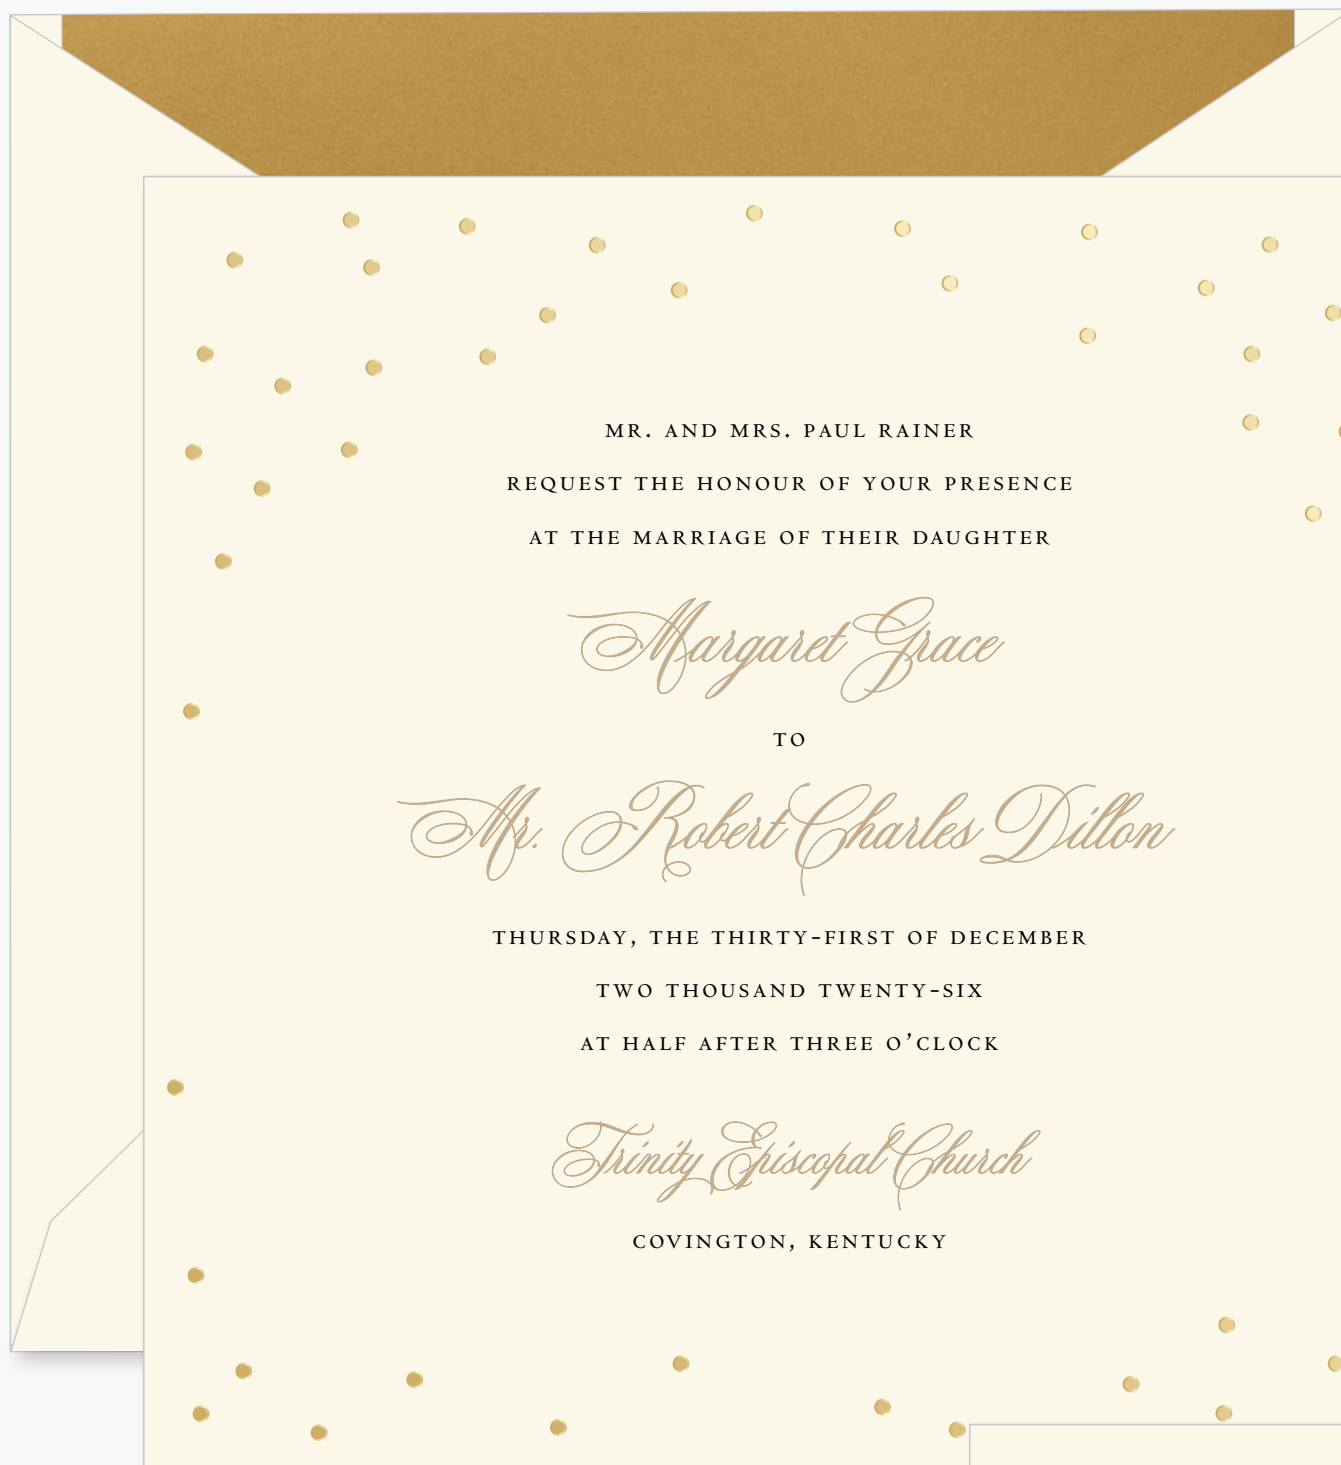 MR. AND MRS. PAUL RAINER
REQUEST THE HONOUR OF YOUR PRESENCE
AT THE MARRIAGE OF THEIR DAUGHTER
Margaret Grace
TO
Mr. Robert Charles Dillon
THURSDAY, THE THIRTY-FIRST OF DECEMBER
TWO THOUSAND TWENTY-SIX
AT HALF AFTER THREE O’CLOCK
Trinity Episcopal Church
COVINGTON, KENTUCKY